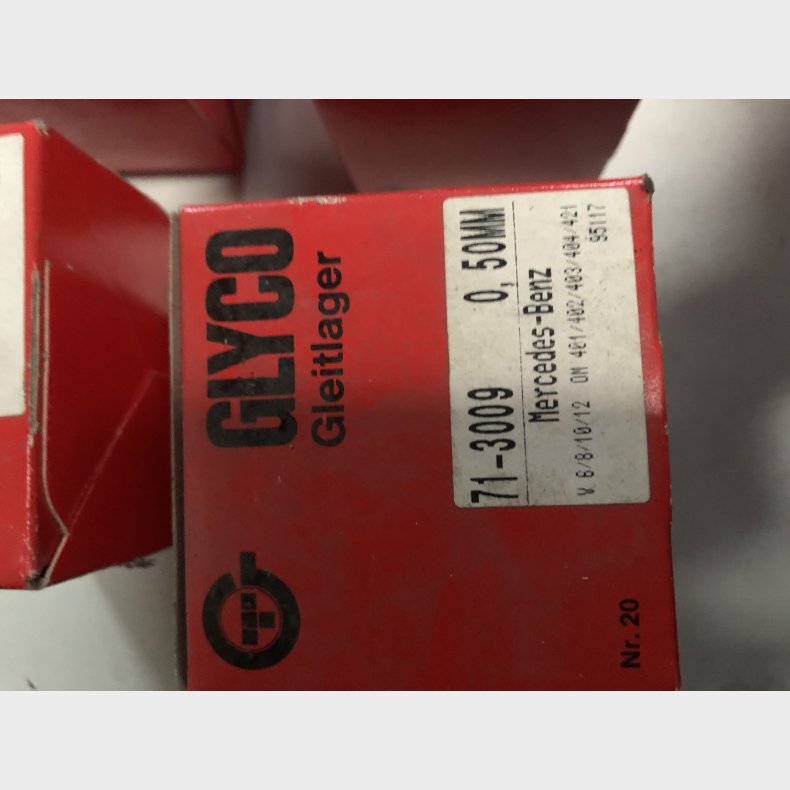 GLYCO
Gleitlager
71-3009 0,50MM
Mercedes-Benz
V 6/8/10/12 OM 401/402/403/404/421
S5117
Nr. 20